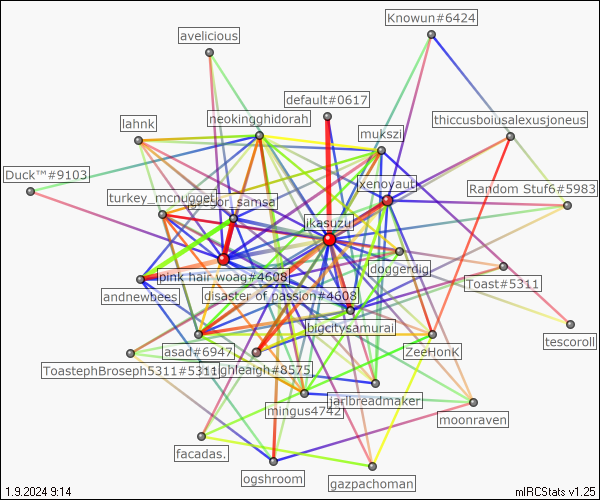 Knowun#6424
avelicious
default#0617
neokingghidorah
thiccusboiusalexusjoneus
lahnk
mukszi
Duck™#9103
xenovaut
Random Stuf6#5983
turkey_mcnugget
samsa
ikasuzu
doggerdig
pink hair woag#4608
Toast#5311
andnewbees
disaster of passion#4608
bigcitysamurai
tescoroll
asad#6947
ZeeHonK
ToastephBroseph5311#5311
ghleaigh#8575
jarlbreadmaker
mingus4742
moonraven
facadas.
ogshroom
gazpachoman
1.9.2024 9:14
mIRCStats v1.25